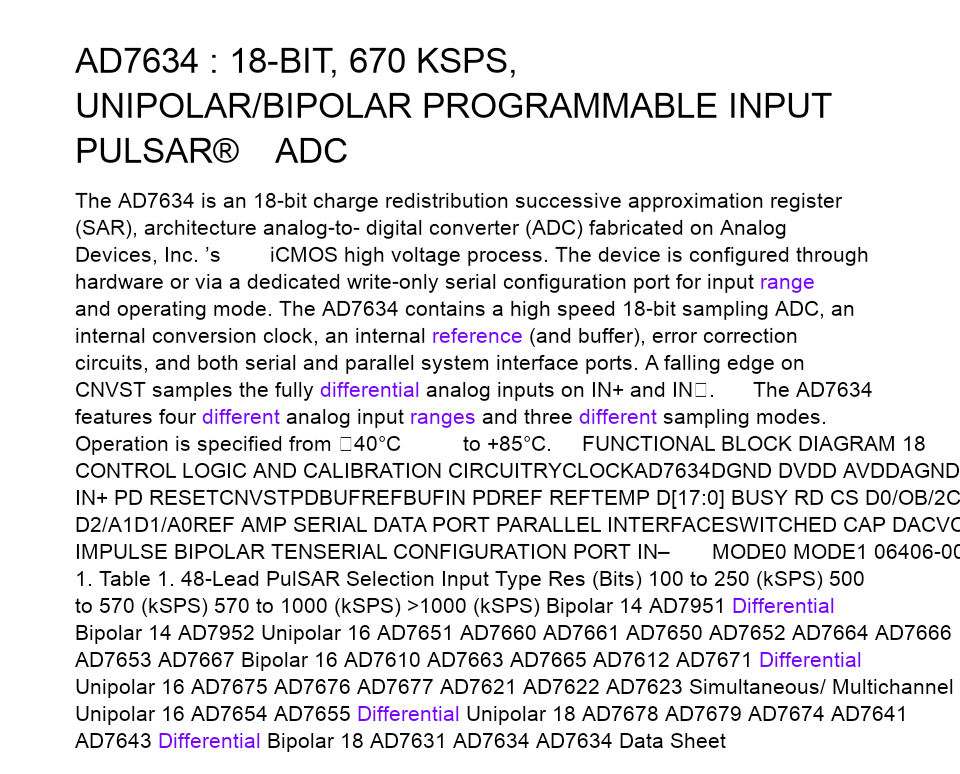 AD7634 : 18-BIT, 670 KSPS,
UNIPOLAR/BIPOLAR PROGRAMMABLE INPUT
PULSAR® ADC
The AD7634 is an 18-bit charge redistribution successive approximation register
(SAR), architecture analog-to- digital converter (ADC) fabricated on Analog
Devices, Inc. ’s iCMOS high voltage process. The device is configured through
hardware or via a dedicated write-only serial configuration port for input range
and operating mode. The AD7634 contains a high speed 18-bit sampling ADC, an
internal conversion clock, an internal reference (and buffer), error correction
circuits, and both serial and parallel system interface ports. A falling edge on
CNVST samples the fully differential analog inputs on IN+ and IN□. The AD7634
features four different analog input ranges and three different sampling modes.
Operation is specified from □40°C to +85°C. FUNCTIONAL BLOCK DIAGRAM 18
CONTROL LOGIC AND CALIBRATION CIRCUITRYCLOCKAD7634DGND DVDD AVDDAGND
IN+ PD RESETCNVSTPDBUFREFBUFIN PDREF REFTEMP D[17:0] BUSY RD CS D0/OB/2C
D2/A1D1/A0REF AMP SERIAL DATA PORT PARALLEL INTERFACESWITCHED CAP DACVC
IMPULSE BIPOLAR TENSERIAL CONFIGURATION PORT IN– MODE0 MODE1 06406-00
1. Table 1. 48-Lead PulSAR Selection Input Type Res (Bits) 100 to 250 (kSPS) 500
to 570 (kSPS) 570 to 1000 (kSPS) >1000 (kSPS) Bipolar 14 AD7951 Differential
Bipolar 14 AD7952 Unipolar 16 AD7651 AD7660 AD7661 AD7650 AD7652 AD7664 AD7666
AD7653 AD7667 Bipolar 16 AD7610 AD7663 AD7665 AD7612 AD7671 Differential
Unipolar 16 AD7675 AD7676 AD7677 AD7621 AD7622 AD7623 Simultaneous/ Multichannel
Unipolar 16 AD7654 AD7655 Differential Unipolar 18 AD7678 AD7679 AD7674 AD7641
AD7643 Differential Bipolar 18 AD7631 AD7634 AD7634 Data Sheet